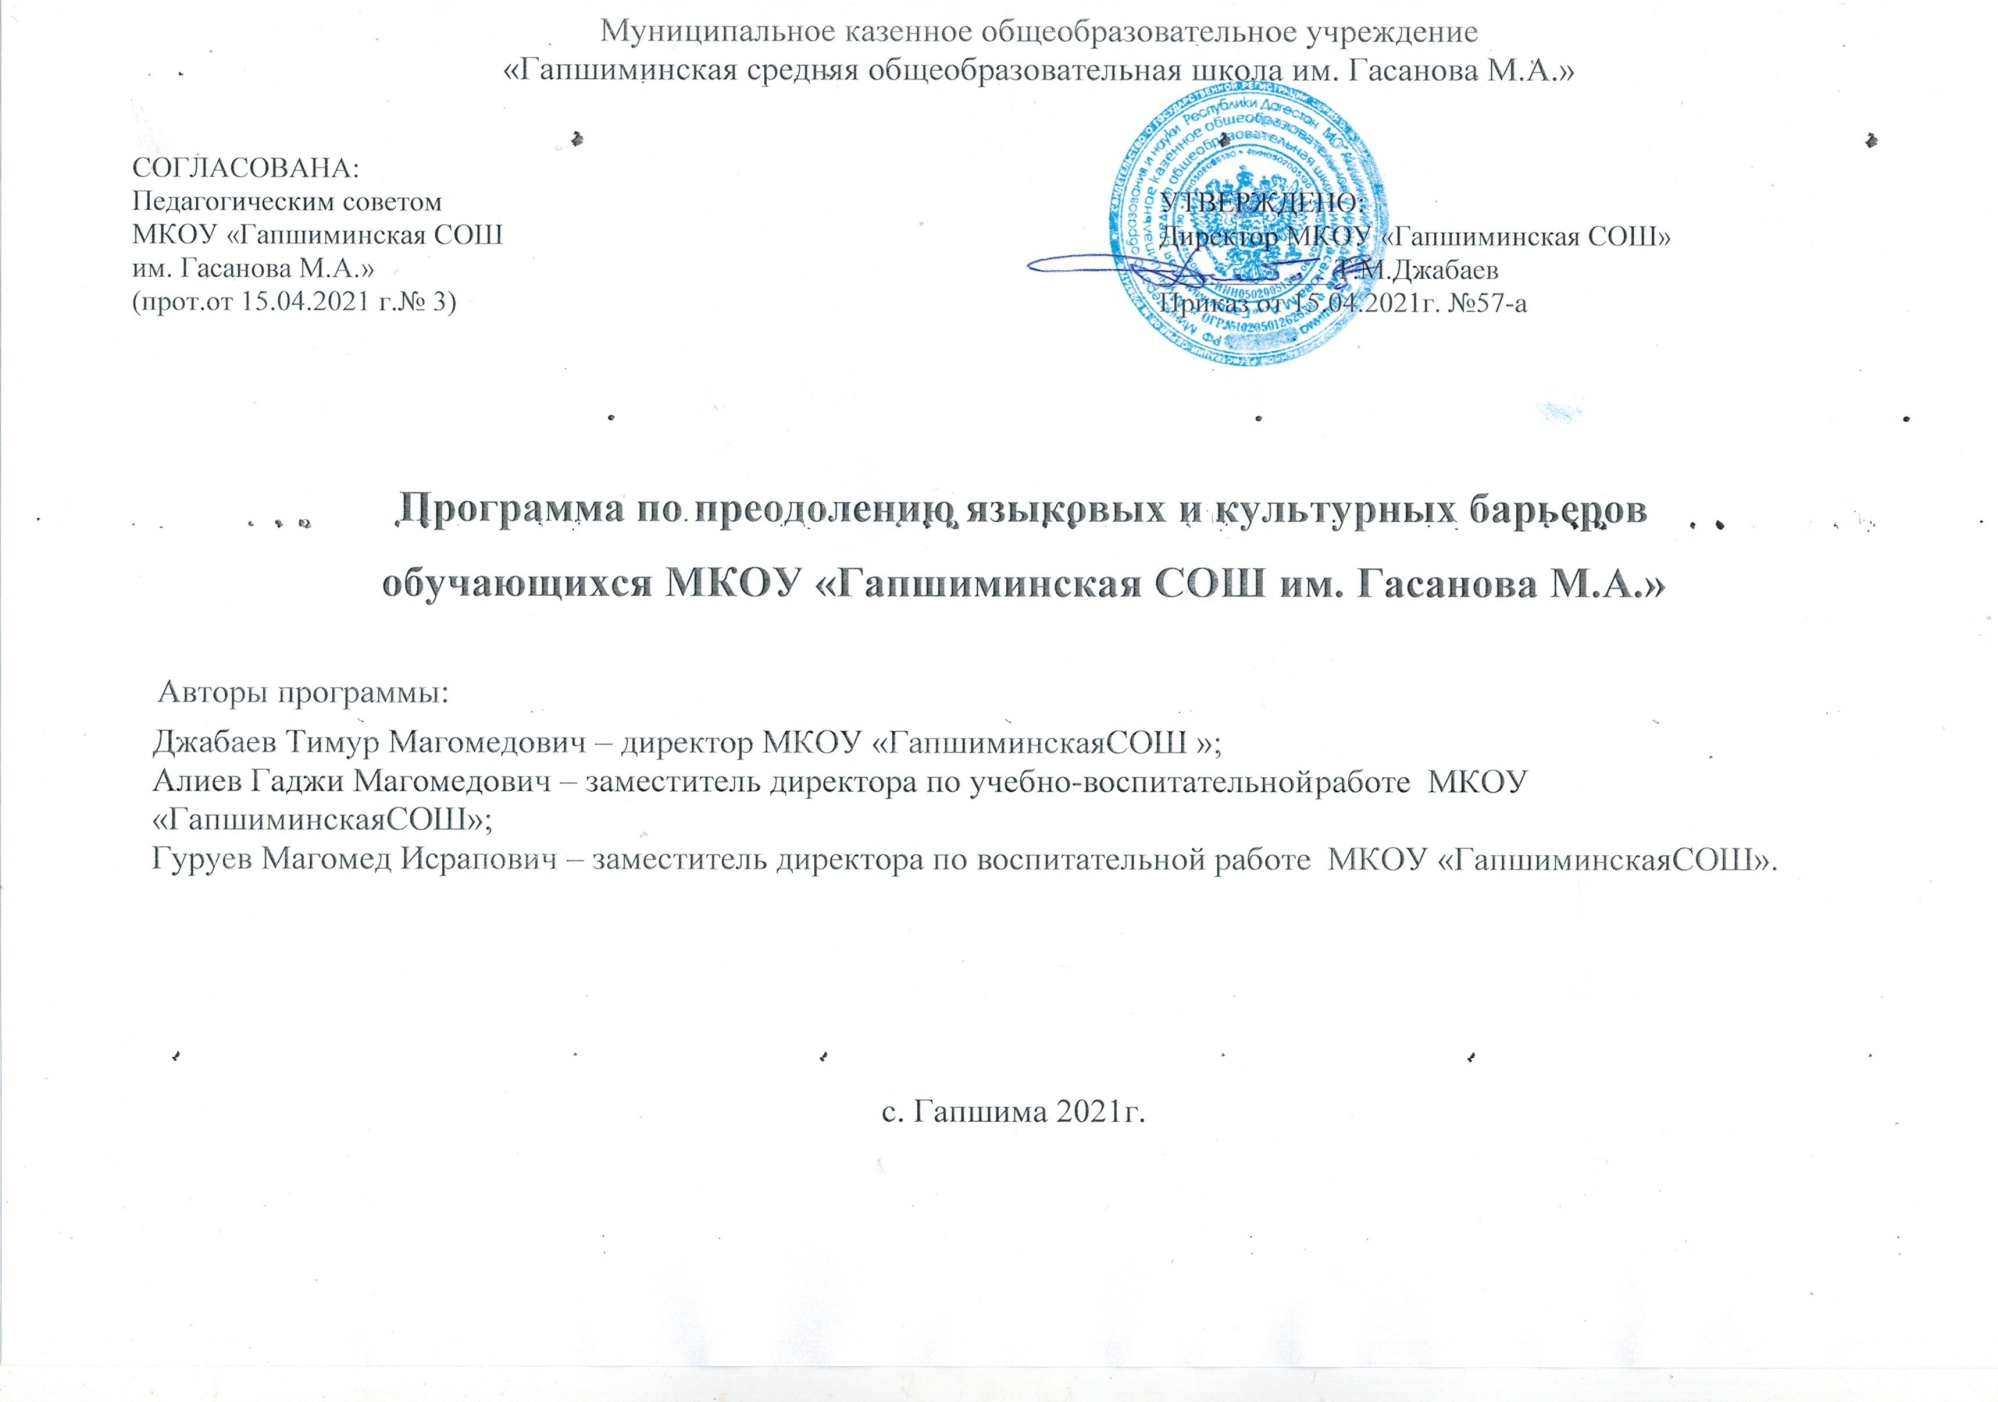 Муниципальное казенное общеобразовательное учреждение
«Гапшиминская средняя общеобразовательная школа им. Гасанова М.А.»
СОГЛАСОВАНА:
Педагогическим советом
МКОУ «Гапшиминская СОШ
им. Гасанова М.А.»
(прот.от 15.04.2021 г.№ 3)
УТВЕРЖДЕНО:
Директор МКОУ «Гапшиминская СОШ»
Т.М.Джабаев
Приказ от 15.04.2021г. №57-а
Программа по преодолению языковых и культурных барьеров
обучающихся МКОУ «Гапшиминская СОШ им. Гасанова М.А.»
Авторы программы:
Джабаев Тимур Магомедович – директор МКОУ «ГапшиминскаяСОШ »;
Алиев Гаджи Магомедович – заместитель директора по учебно-воспитательнойработе МКОУ
«ГапшиминскаяСОШ»;
Гуруев Магомед Исрапович – заместитель директора по воспитательной работе МКОУ «ГапшиминскаяСОШ».
с. Гапшима 2021г.